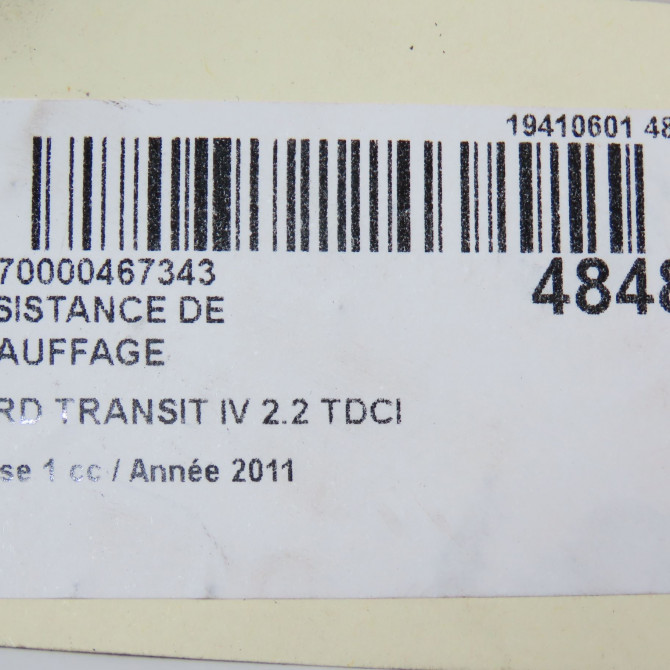 19410601 48
70000467343
4848
SISTANCE DE
AUFFAGE
RD TRANSIT IV 2.2 TDCI
se 1 cc / Année 2011